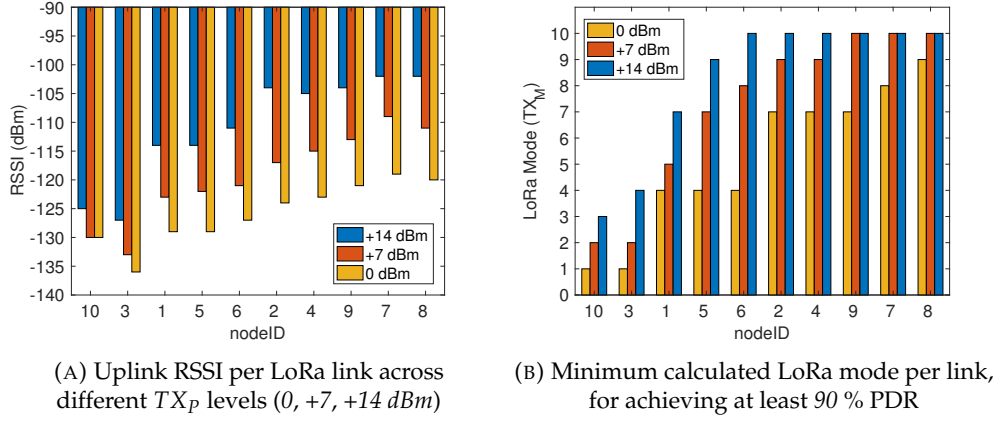 -90
-95
-100
-105
-110
-115
-120
-125
-130
-135
-140
RSSI (dBm)
10 3 1 5 6 2 4 9 7 8
nodeID
+14 dBm
+7 dBm
0 dBm
(A) Uplink RSSI per LoRa link across
different TXP levels (0, +7, +14 dBm)
10
9
8
7
6
5
4
3
2
1
0
LoRa Mode (TXM)
0 dBm
+7 dBm
+14 dBm
10 3 1 5 6 2 4 9 7 8
nodeID
(B) Minimum calculated LoRa mode per link,
for achieving at least 90 % PDR